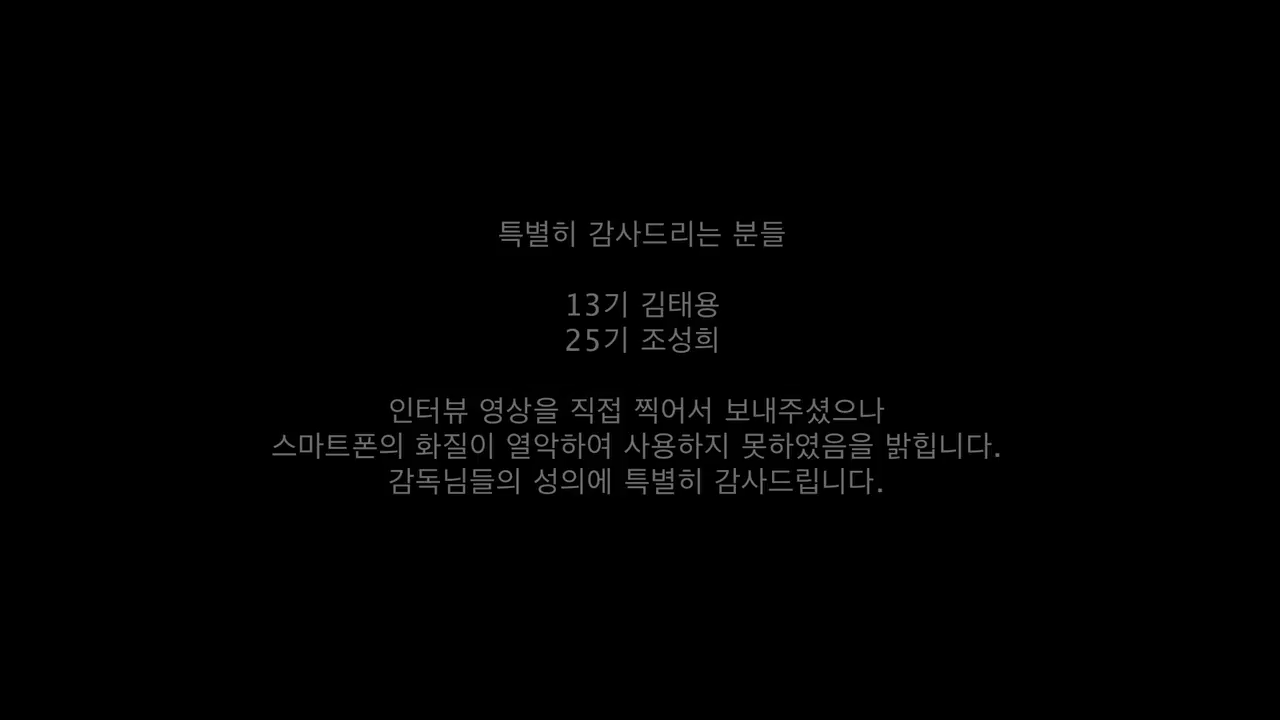 특별히 감사드리는 분들
13기 김태용
25기 조성희
인터뷰 영상을 직접 찍어서 보내주셨으나
스마트폰의 화질이 열악하여 사용하지 못하였음을 밝힙니다.
감독님들의 성의에 특별히 감사드립니다.